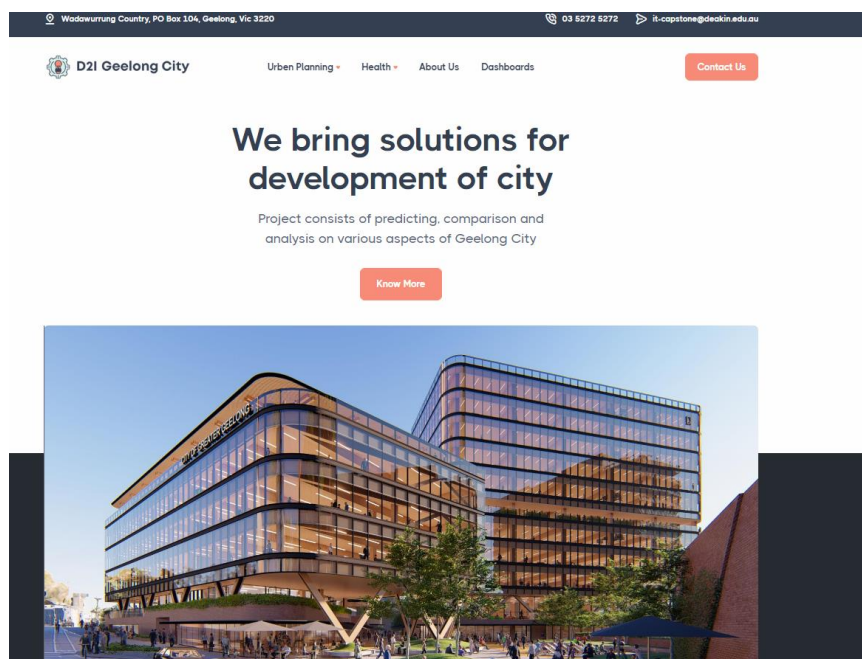 Wadawurrung Country, PO Box 104, Geelong, Vic 3220
03 5272 5272
it-capstone@deakin.edu.au
D2I Geelong City
Urben Planning
Health
About Us
Dashboards
Contact Us
We bring solutions for
development of city
Project consists of predicting, comparison and
analysis on various aspects of Geelong City
Know More
CITY OF GREATER GEELONG